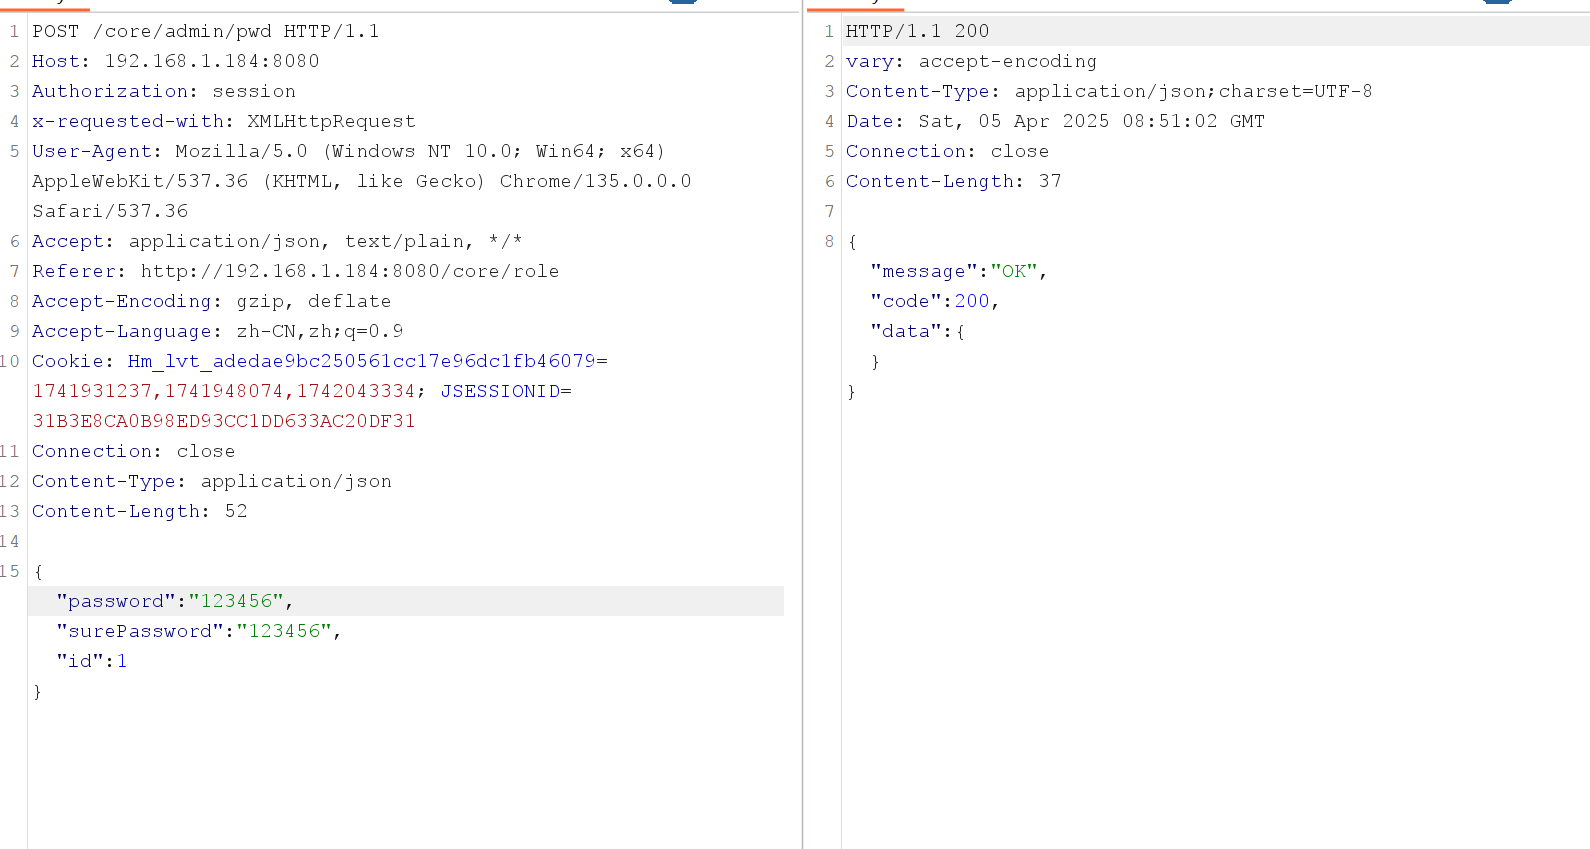 1 POST /core/admin/pwd HTTP/1.1
2 Host: 192.168.1.184:8080
3 Authorization: session
4 x-requested-with: XMLHttpRequest
5 User-Agent: Mozilla/5.0 (Windows NT 10.0; Win64; x64)
AppleWebKit/537.36 (KHTML, like Gecko) Chrome/135.0.0.0
Safari/537.36
6 Accept: application/json, text/plain, */*
7 Referer: http://192.168.1.184:8080/core/role
8 Accept-Encoding: gzip, deflate
9 Accept-Language: zh-CN,zh;q=0.9
10 Cookie: Hm_lvt_adedae9bc250561cc17e96dc1fb46079=
1741931237,1741948074,1742043334; JSESSIONID=
31B3E8CA0B98ED93CC1DD633AC20DF31
11 Connection: close
12 Content-Type: application/json
13 Content-Length: 52
14
15 {
"password":"123456",
"surePassword":"123456",
"id":1
}
1 HTTP/1.1 200
2 vary: accept-encoding
3 Content-Type: application/json;charset=UTF-8
4 Date: Sat, 05 Apr 2025 08:51:02 GMT
5 Connection: close
6 Content-Length: 37
7
8 {
"message":"OK",
"code":200,
"data":{
}
}